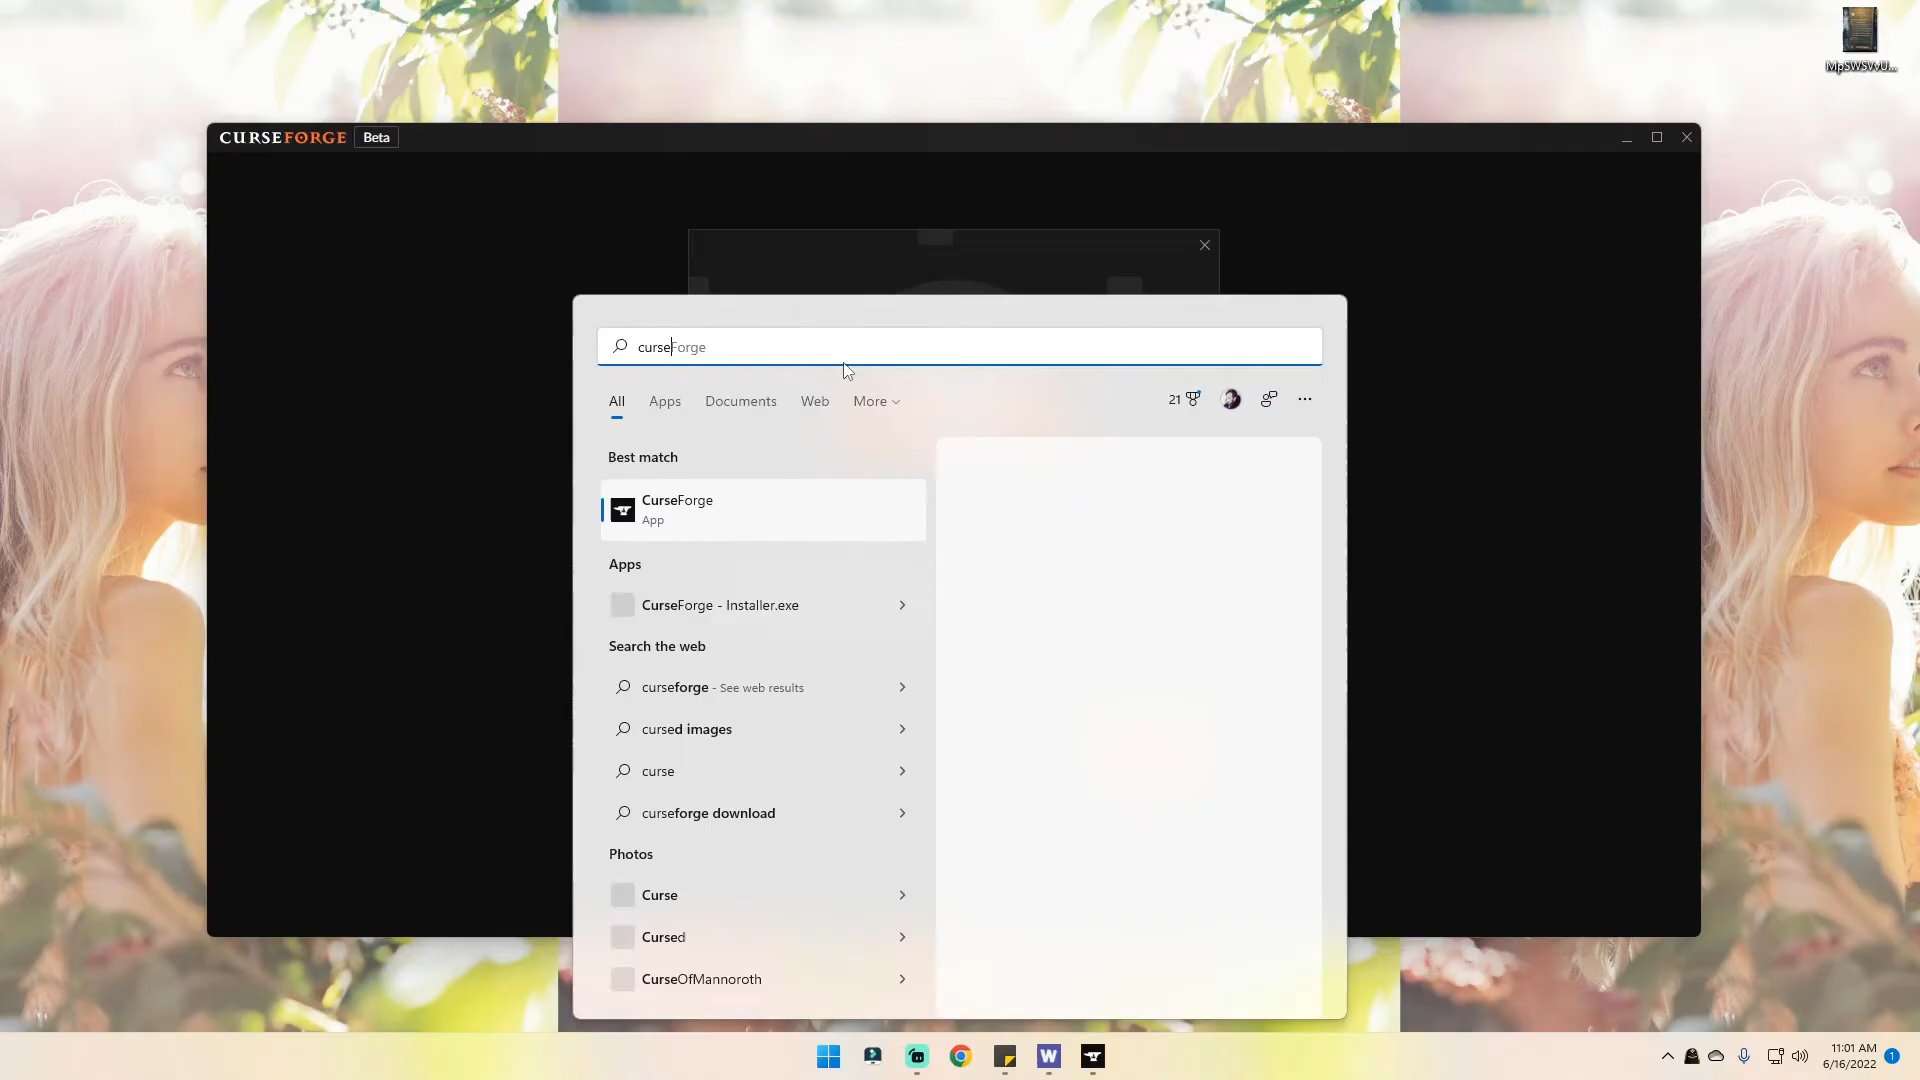 MpSWSVvU...
CURSEFORGE Beta
curseForge
All Apps Documents Web More
21
Best match
CurseForge
App
Apps
CurseForge - Installer.exe
Search the web
curseforge - See web results
cursed images
curse
curseforge download
Photos
Curse
Cursed
CurseOfMannoroth
W
11:01 AM
6/16/2022
1